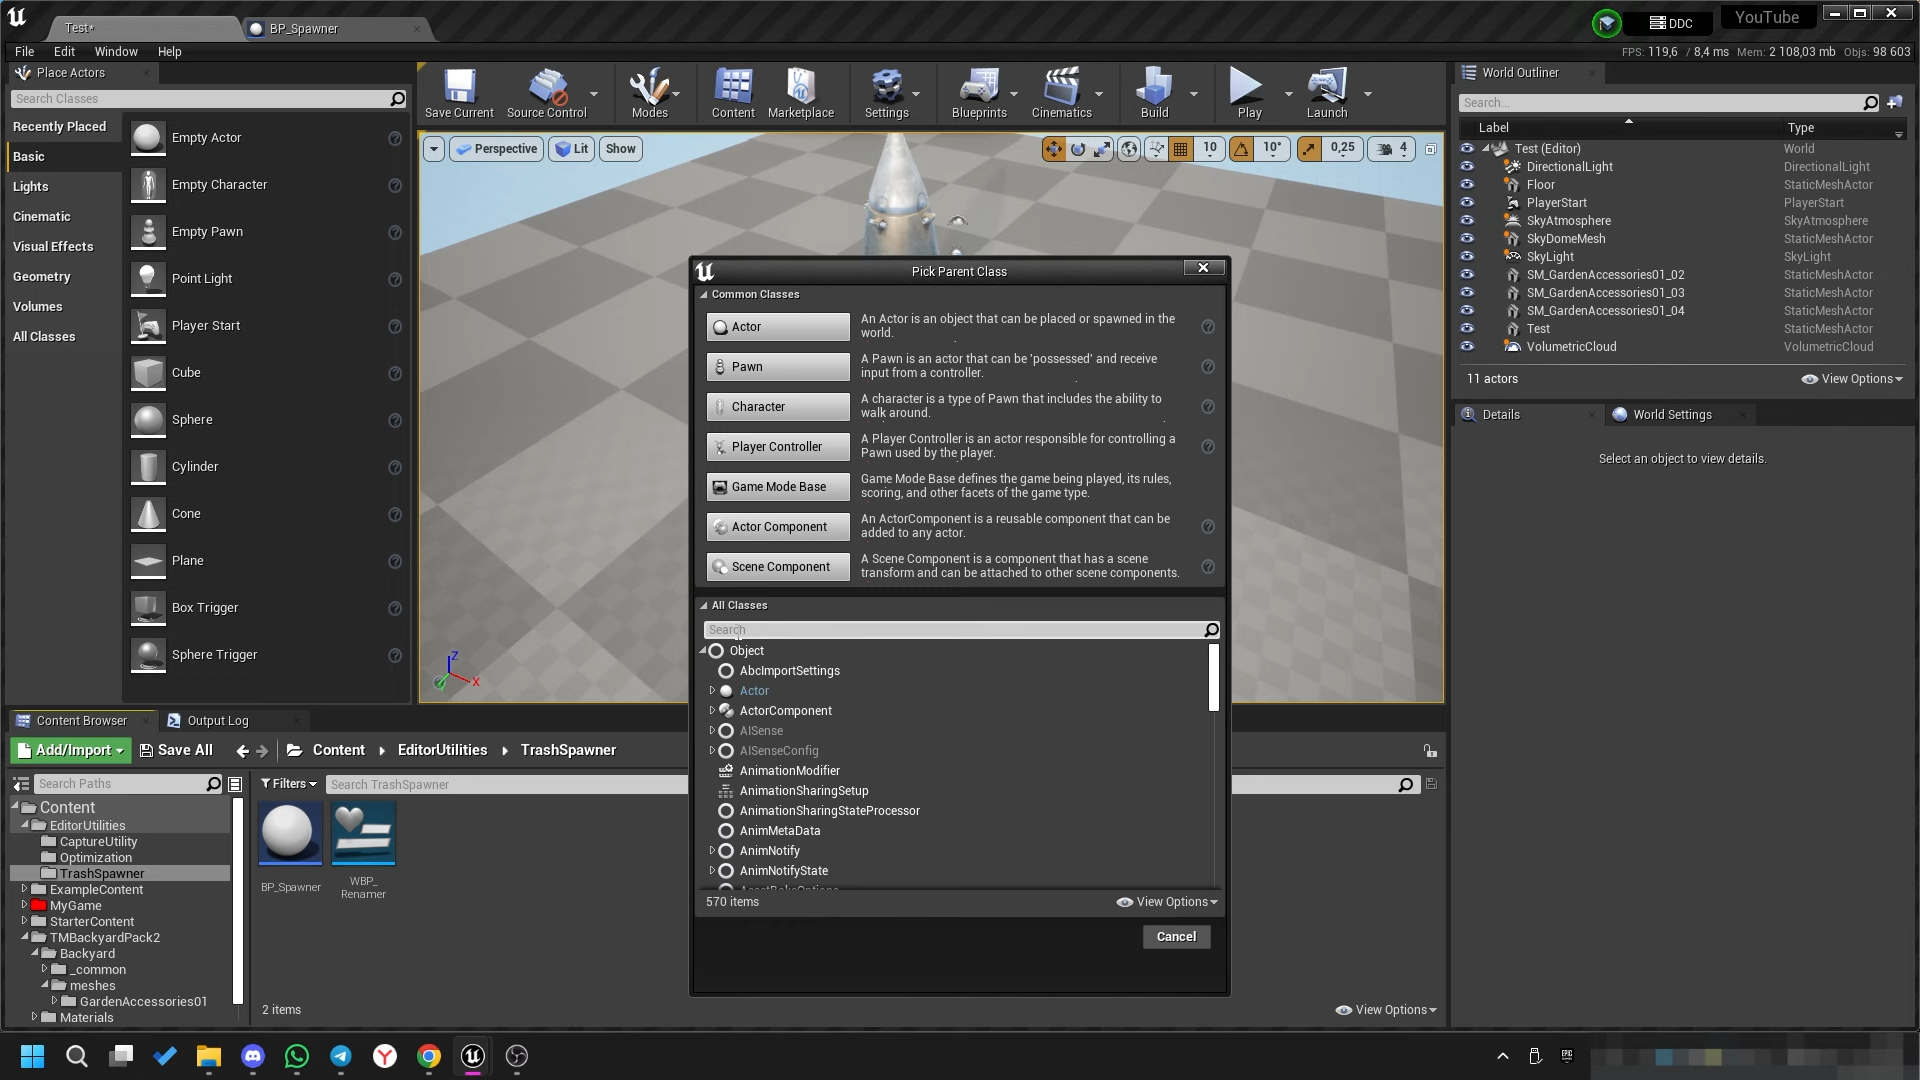 Test*
BP_Spawner
DDC
YouTube
File Edit Window Help
FPS: 119,6 / 8,4 ms Mem: 2 108,03 mb Objs: 98 603
Place Actors
Search Classes
Recently Placed
Basic
Lights
Cinematic
Visual Effects
Geometry
Volumes
All Classes
Empty Actor
Empty Character
Empty Pawn
Point Light
Player Start
Cube
Sphere
Cylinder
Cone
Plane
Box Trigger
Sphere Trigger
Save Current
Source Control
Modes
Content
Marketplace
Settings
Blueprints
Cinematics
Build
Play
Launch
Perspective
Lit
Show
10
10°
0,25
4
Z
X
Pick Parent Class
Common Classes
Actor
An Actor is an object that can be placed or spawned in the
world.
Pawn
A Pawn is an actor that can be 'possessed' and receive
input from a controller.
Character
A character is a type of Pawn that includes the ability to
walk around.
Player Controller
A Player Controller is an actor responsible for controlling a
Pawn used by the player.
Game Mode Base
Game Mode Base defines the game being played, its rules,
scoring, and other facets of the game type.
Actor Component
An ActorComponent is a reusable component that can be
added to any actor.
Scene Component
A Scene Component is a component that has a scene
transform and can be attached to other scene components.
All Classes
Search
Object
AbcImportSettings
Actor
ActorComponent
AISense
AISenseConfig
AnimationModifier
AnimationSharingSetup
AnimationSharingStateProcessor
AnimMetaData
AnimNotify
AnimNotifyState
570 items
View Options
Cancel
World Outliner
Search...
Label Type
Test (Editor) World
DirectionalLight DirectionalLight
Floor StaticMeshActor
PlayerStart PlayerStart
SkyAtmosphere SkyAtmosphere
SkyDomeMesh StaticMeshActor
SkyLight SkyLight
SM_GardenAccessories01_02 StaticMeshActor
SM_GardenAccessories01_03 StaticMeshActor
SM_GardenAccessories01_04 StaticMeshActor
Test StaticMeshActor
VolumetricCloud VolumetricCloud
11 actors
View Options
Details
World Settings
Select an object to view details.
Content Browser
Output Log
Add/Import
Save All
Content
EditorUtilities
TrashSpawner
Search Paths
Filters
Search TrashSpawner
Content
EditorUtilities
CaptureUtility
Optimization
TrashSpawner
ExampleContent
MyGame
StarterContent
TMBackyardPack2
Backyard
_common
meshes
GardenAccessories01
Materials
BP_Spawner
WBP_
Renamer
2 items
View Options
EPIC